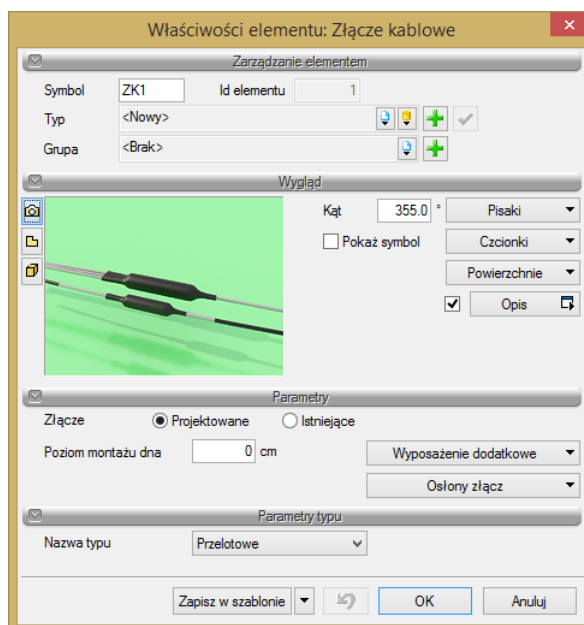 Właściwości elementu: Złącze kablowe
Zarządzanie elementem
Symbol ZK1 Id elementu 1
Typ <Nowy>
Grupa <Brak>
Wygląd
Kąt 355.0 ° Pisaki
Pokaż symbol Czcionki
Powierzchnie
Opis
Parametry
Złącze Projektowane Istniejące
Poziom montażu dna 0 cm Wyposażenie dodatkowe
Osłony złącz
Parametry typu
Nazwa typu Przelotowe
Zapisz w szablonie OK Anuluj